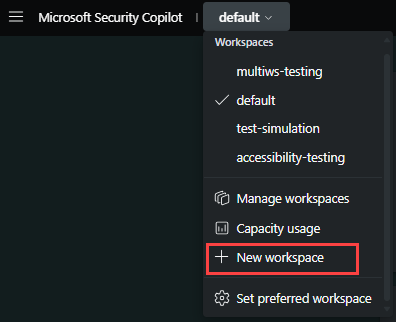 Microsoft Security Copilot | default
Workspaces
multiws-testing
default
test-simulation
accessibility-testing
Manage workspaces
Capacity usage
New workspace
Set preferred workspace